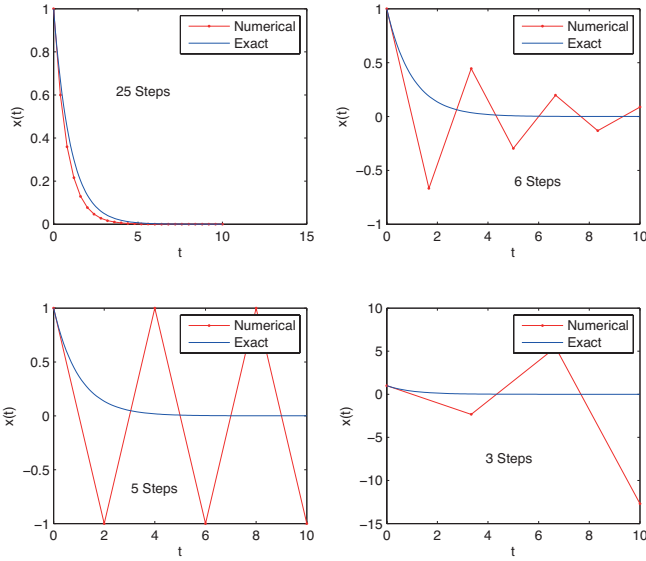 1
0.8
0.6
0.4
0.2
0
0
5
10
15
x(t)
t
Numerical
Exact
25 Steps
1
0.5
0
-0.5
-1
0
2
4
6
8
10
x(t)
t
Numerical
Exact
6 Steps
1
0.5
0
-0.5
-1
0
2
4
6
8
10
x(t)
t
Numerical
Exact
5 Steps
10
5
0
-5
-10
-15
0
2
4
6
8
10
x(t)
t
Numerical
Exact
3 Steps